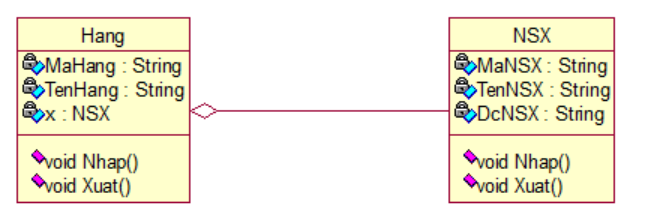 Hang
MaHang : String
TenHang : String
x : NSX
void Nhap()
void Xuat()
NSX
MaNSX : String
TenNSX : String
DcNSX : String
void Nhap()
void Xuat()